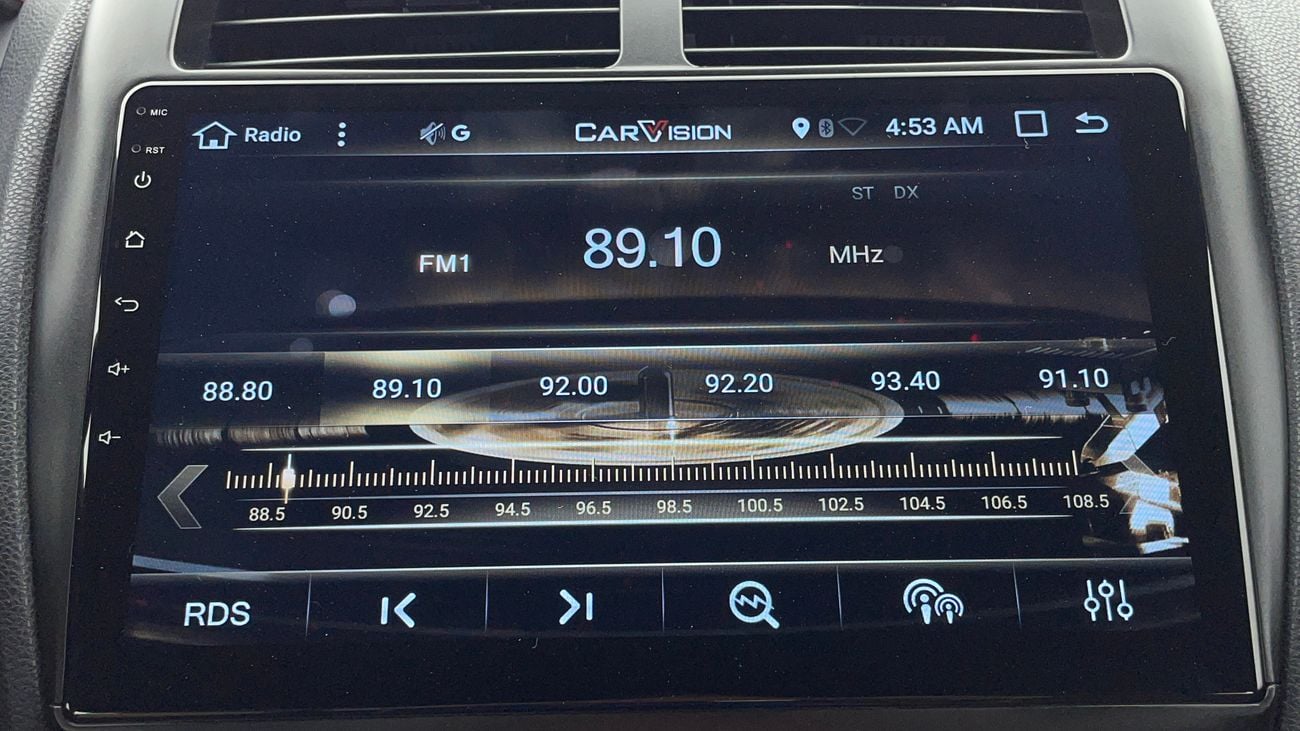 MIC
RST
Radio G CARVISION 4:53 AM
ST DX
FM1 89.10 MHz
88.80 89.10 92.00 92.20 93.40 91.10
88.5 90.5 92.5 94.5 96.5 98.5 100.5 102.5 104.5 106.5 108.5
RDS